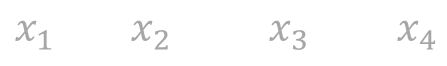 x₁ x₂ x₃ x₄